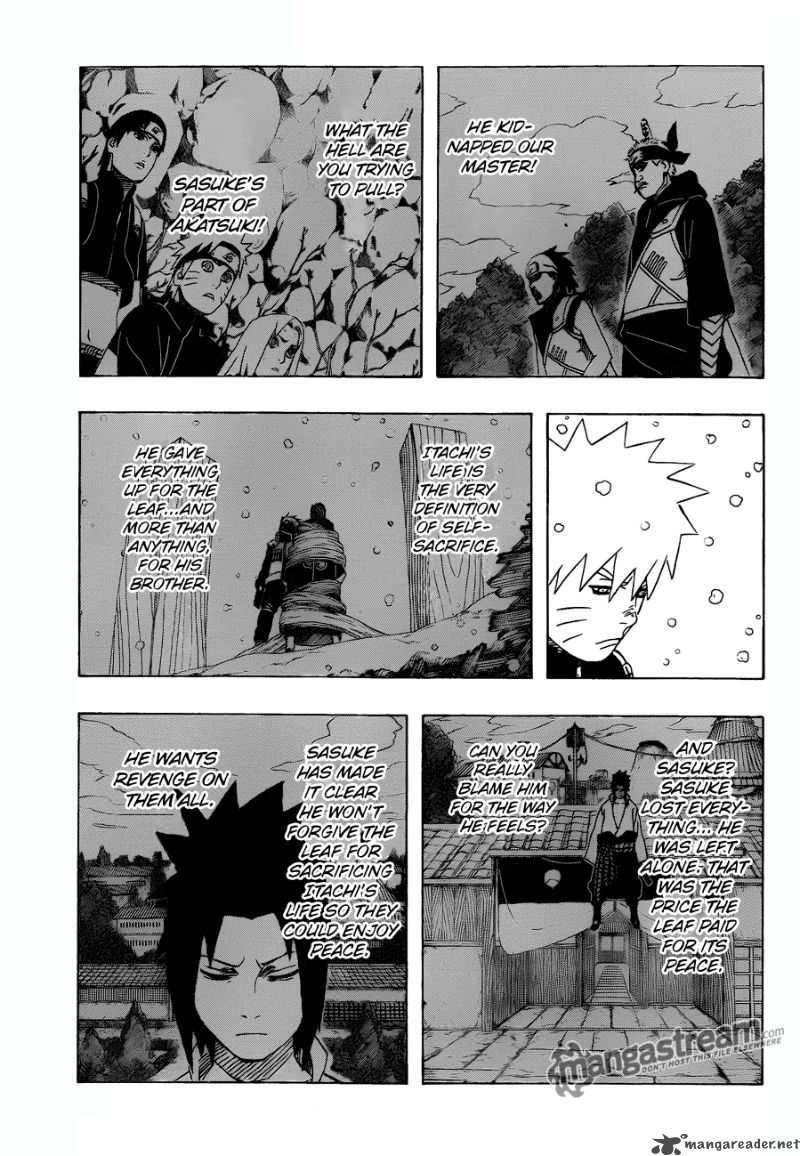 HE KID-
NAPPED OUR
MASTER!
WHAT THE
HELL ARE
YOU TRYING
TO PULL?
SASUKE'S
PART OF
AKATSUKI!
ITACHI'S
LIFE IS
THE VERY
DEFINITION
OF SELF-
SACRIFICE.
HE GAVE
EVERYTHING
UP FOR THE
LEAF...AND
MORE THAN
ANYTHING,
FOR HIS
BROTHER.
AND
SASUKE?
SASUKE
LOST EVERY-
THING... HE
WAS LEFT
ALONE. THAT
WAS THE
PRICE THE
LEAF PAID
FOR ITS
PEACE.
CAN YOU
REALLY
BLAME HIM
FOR THE WAY
HE FEELS?
SASUKE
HAS MADE
IT CLEAR
HE WON'T
FORGIVE THE
LEAF FOR
SACRIFICING
ITACHI'S
LIFE SO THEY
COULD ENJOY
PEACE.
HE WANTS
REVENGE ON
THEM ALL.
mangastream.com
DON'T HOST THIS FILE ELSEWHERE
mangareader.net